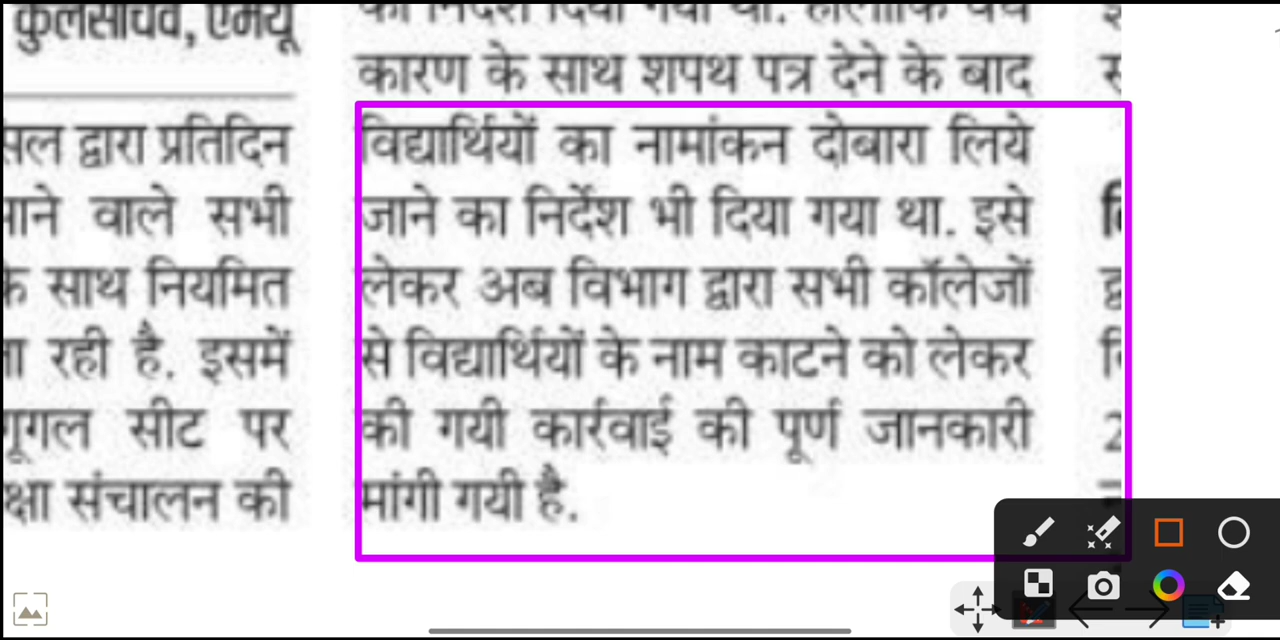 कुलसचिव, एमयू
द्वारा प्रतिदिन
वाले सभी
साथ नियमित
रही है. इसमें
गूगल सीट पर
संचालन की
कारण के साथ शपथ पत्र देने के बाद
विद्यार्थियों का नामांकन दोबारा लिये
जाने का निर्देश भी दिया गया था. इसे
लेकर अब विभाग द्वारा सभी कॉलेजों
से विद्यार्थियों के नाम काटने को लेकर
की गयी कार्रवाई की पूर्ण जानकारी
मांगी गयी है.